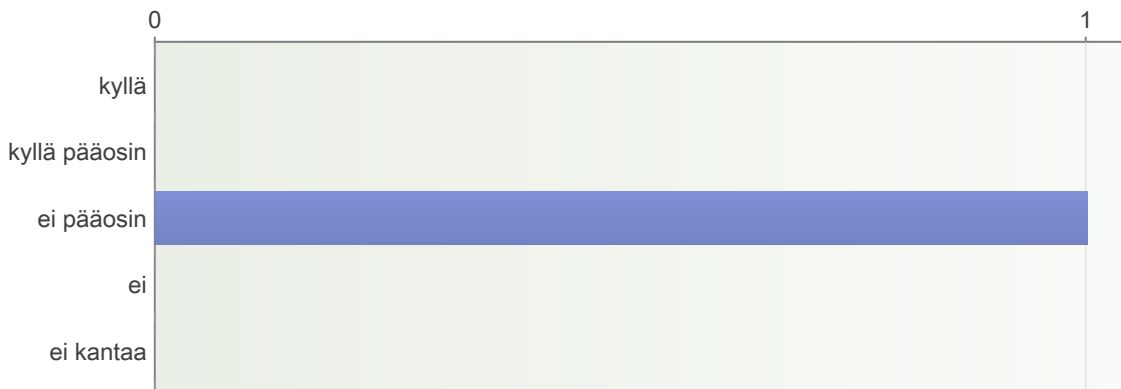 0 1
kyllä
kyllä pääosin
ei pääosin
ei
ei kantaa